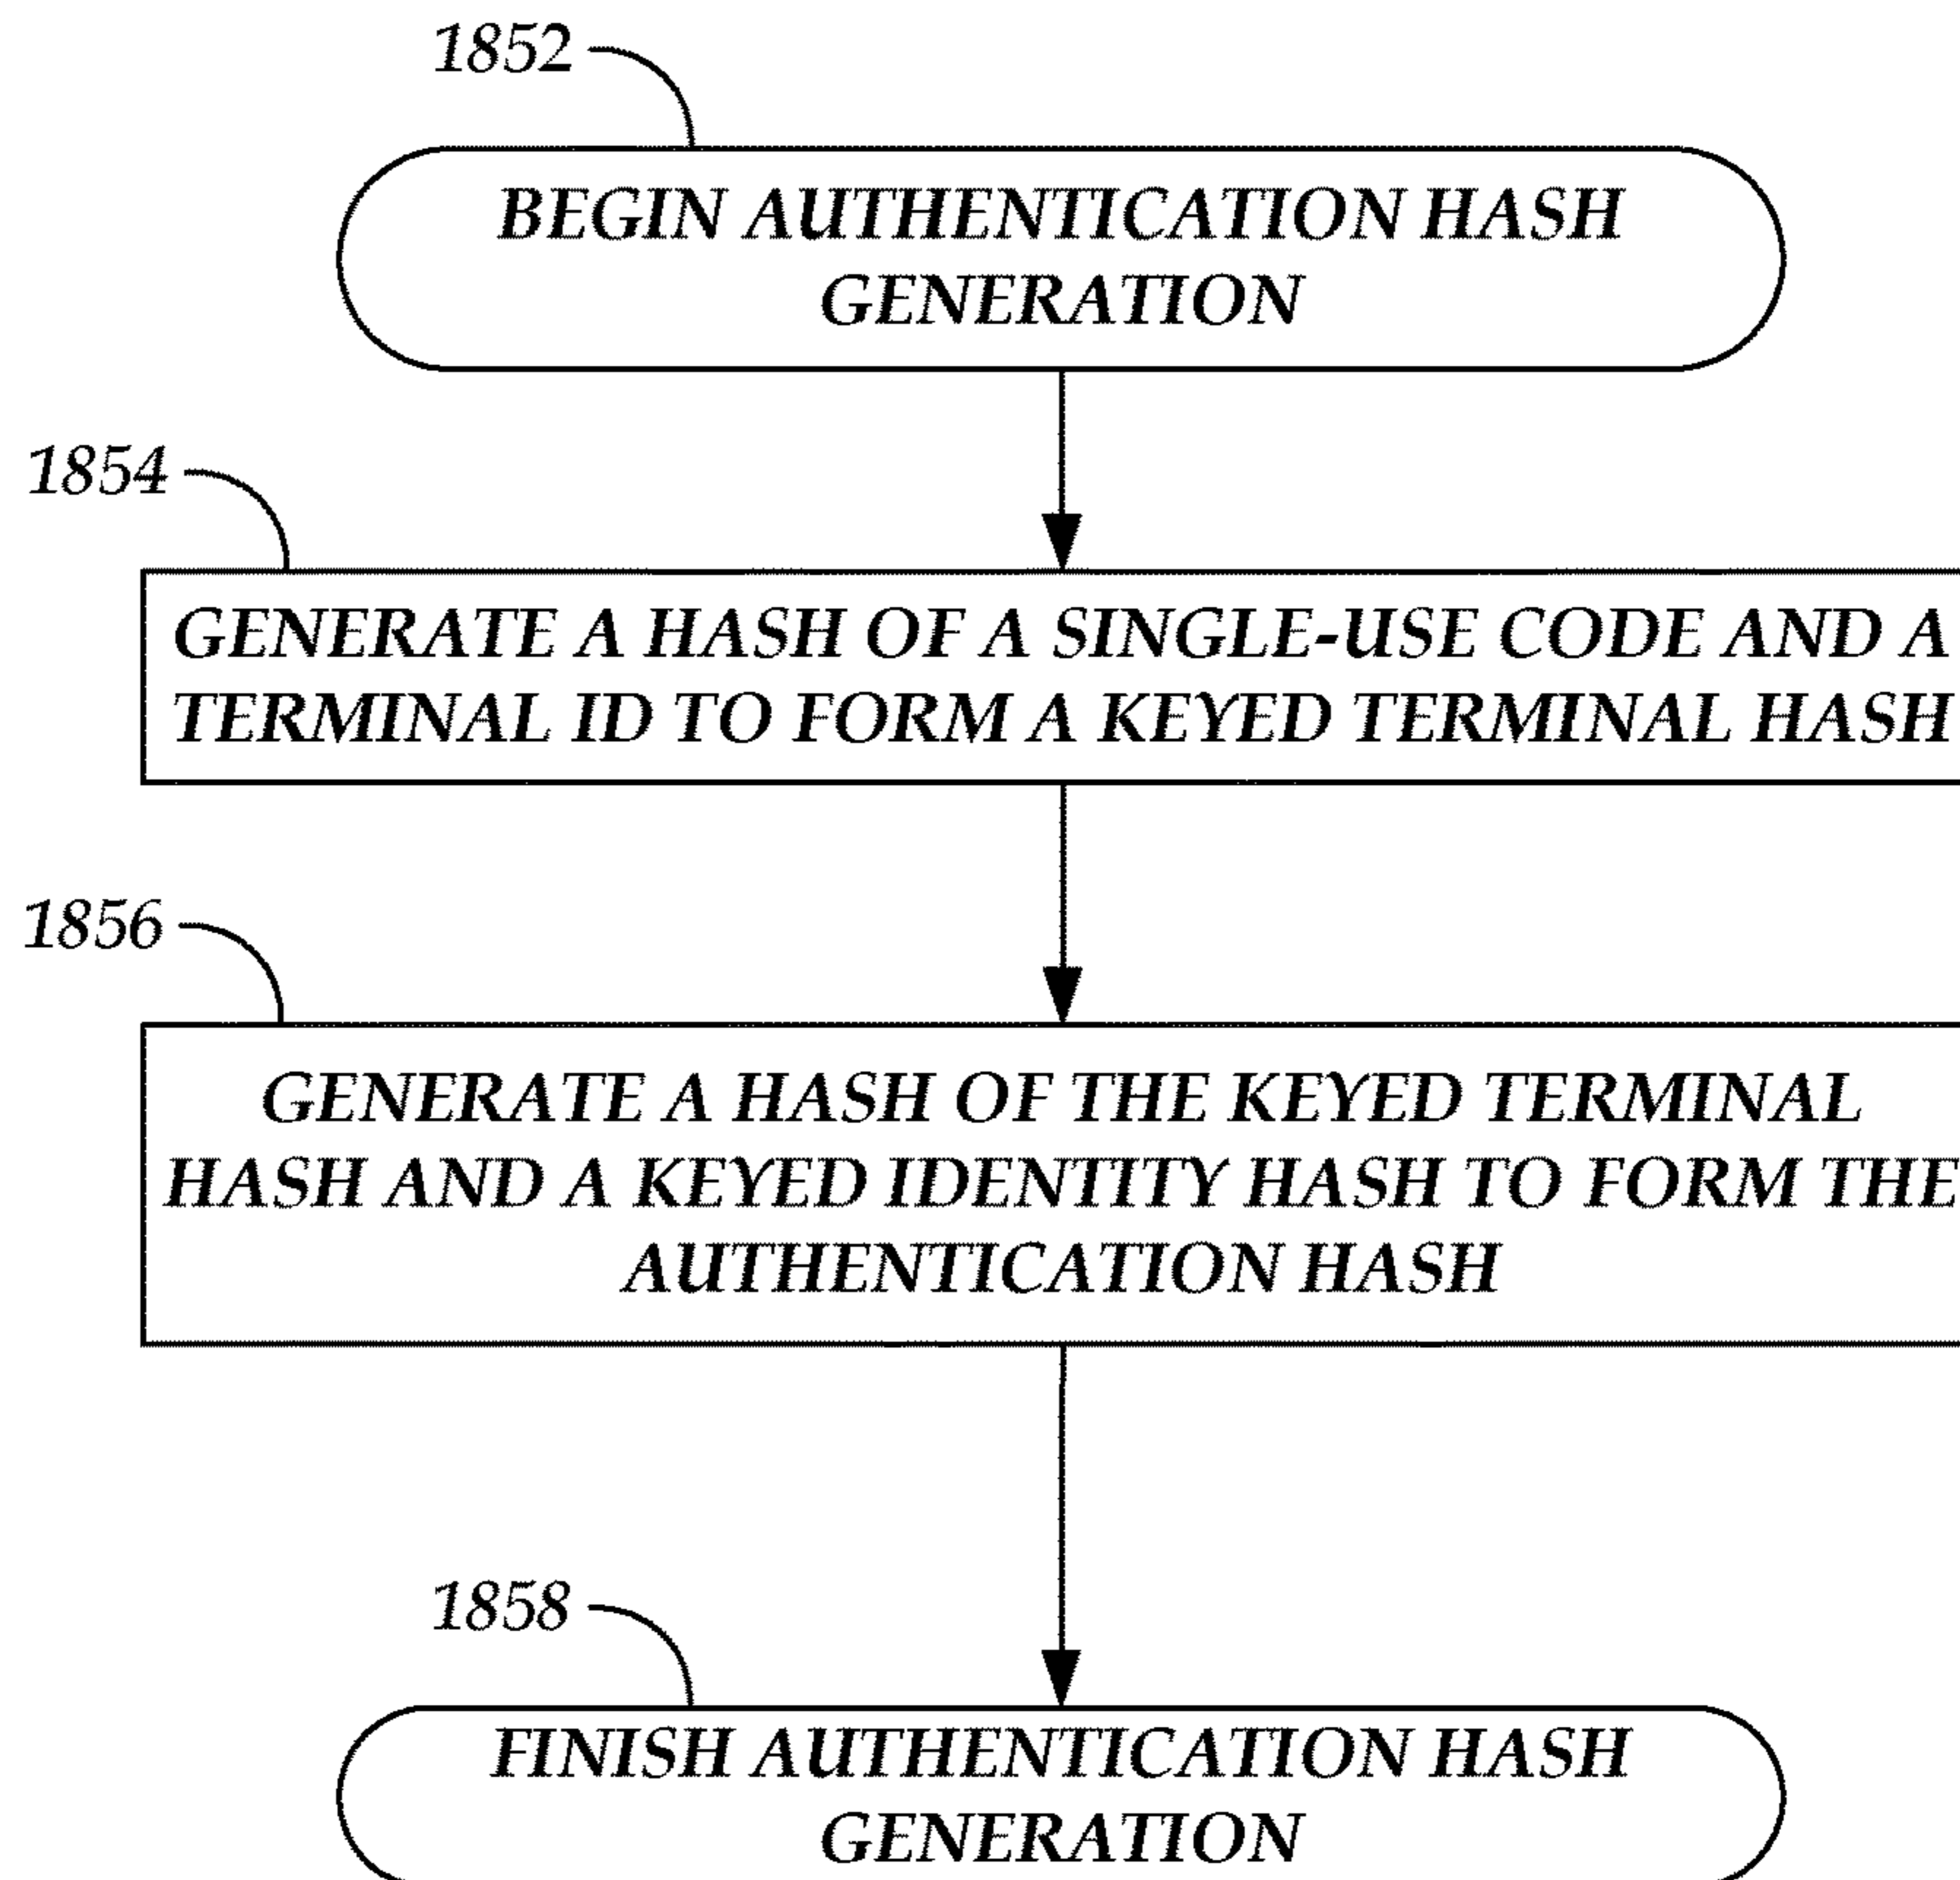 1852
BEGIN AUTHENTICATION HASH
GENERATION
1854
GENERATE A HASH OF A SINGLE-USE CODE AND A
TERMINAL ID TO FORM A KEYED TERMINAL HASH
1856
GENERATE A HASH OF THE KEYED TERMINAL
HASH AND A KEYED IDENTITY HASH TO FORM THE
AUTHENTICATION HASH
1858
FINISH AUTHENTICATION HASH
GENERATION